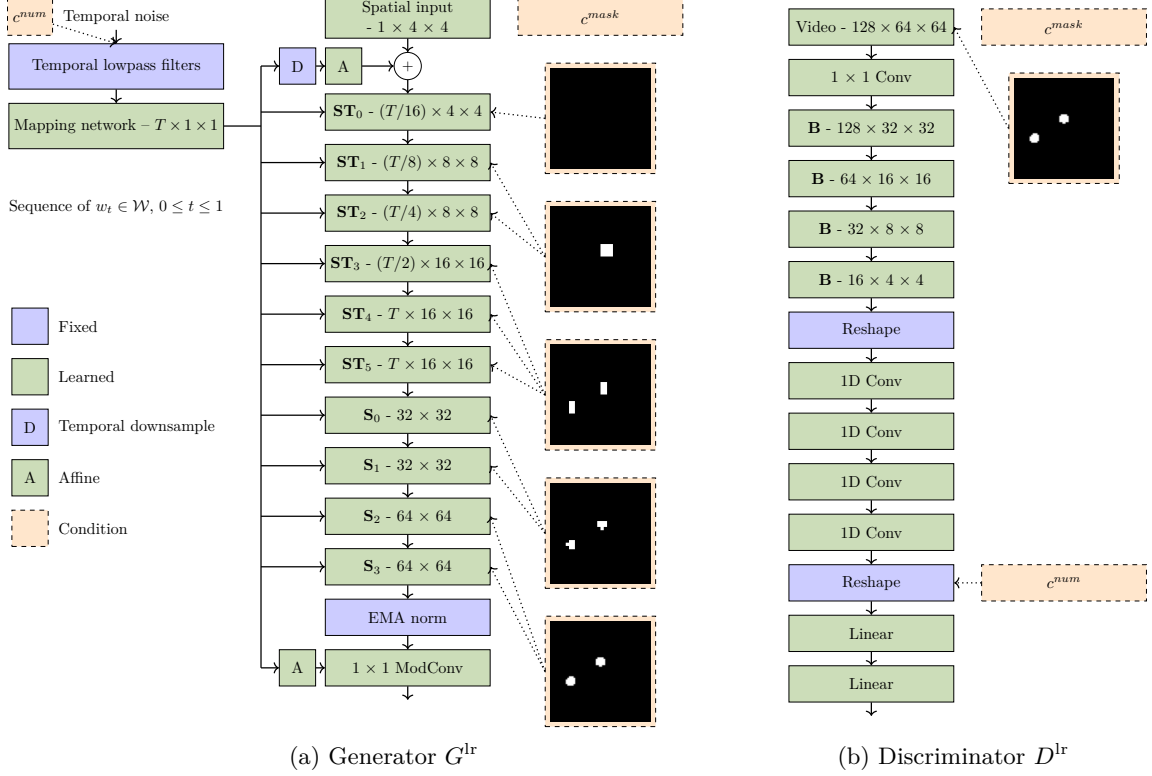 c^{num}
Temporal noise
Temporal lowpass filters
Mapping network – T × 1 × 1
Sequence of w_t ∈ 𝒲, 0 ≤ t ≤ 1
Fixed
Learned
D
Temporal downsample
A
Affine
Condition
Spatial input
- 1 × 4 × 4
D
A
+
ST_0 - (T/16) × 4 × 4
ST_1 - (T/8) × 8 × 8
ST_2 - (T/4) × 8 × 8
ST_3 - (T/2) × 16 × 16
ST_4 - T × 16 × 16
ST_5 - T × 16 × 16
S_0 - 32 × 32
S_1 - 32 × 32
S_2 - 64 × 64
S_3 - 64 × 64
EMA norm
A
1 × 1 ModConv
c^{mask}
(a) Generator G^{lr}
Video - 128 × 64 × 64
1 × 1 Conv
B - 128 × 32 × 32
B - 64 × 16 × 16
B - 32 × 8 × 8
B - 16 × 4 × 4
Reshape
1D Conv
1D Conv
1D Conv
1D Conv
Reshape
Linear
Linear
c^{mask}
c^{num}
(b) Discriminator D^{lr}